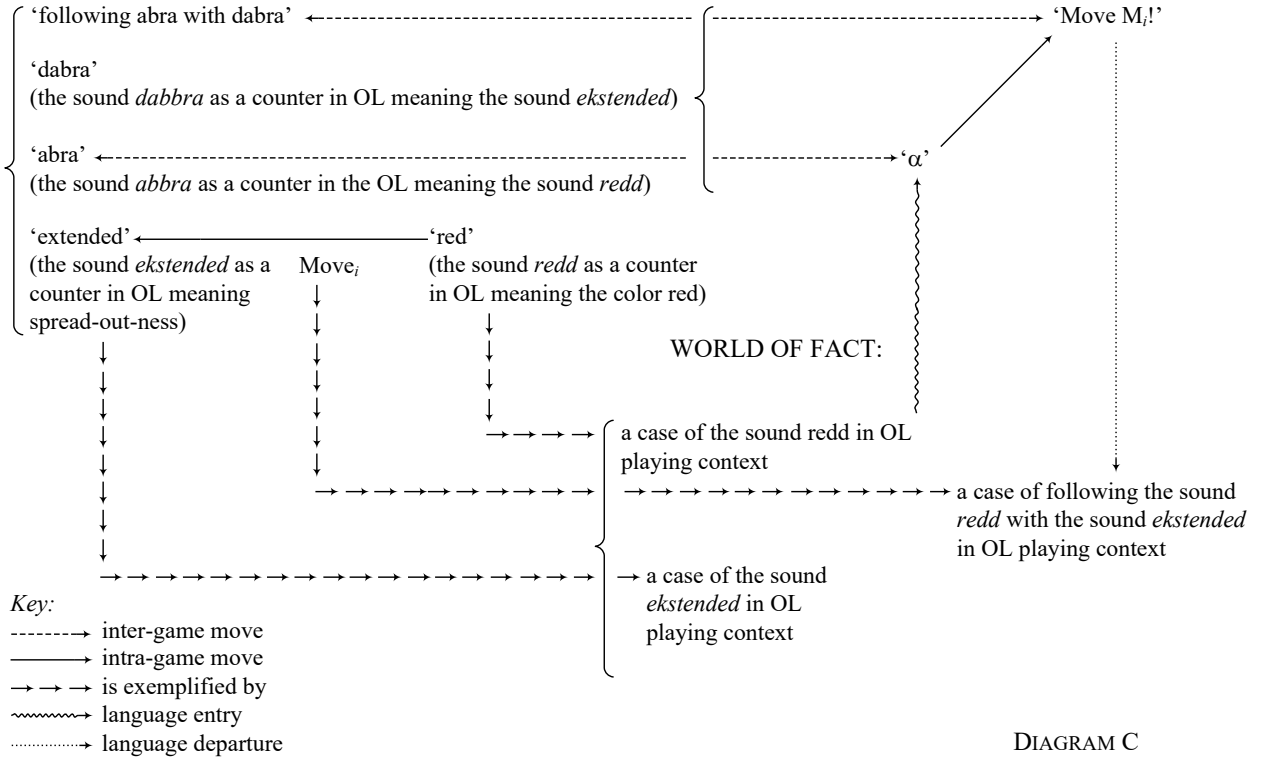 ‘following abra with dabra’
‘Move Mᵢ!’
‘dabra’
(the sound dabbra as a counter in OL meaning the sound ekstended)
‘abra’
‘α’
(the sound abbra as a counter in the OL meaning the sound redd)
‘extended’
‘red’
(the sound ekstended as a
counter in OL meaning
spread-out-ness)
Moveᵢ
(the sound redd as a counter
in OL meaning the color red)
WORLD OF FACT:
a case of the sound redd in OL
playing context
a case of following the sound
redd with the sound ekstended
in OL playing context
a case of the sound
ekstended in OL
playing context
Key:
inter-game move
intra-game move
is exemplified by
language entry
language departure
DIAGRAM C